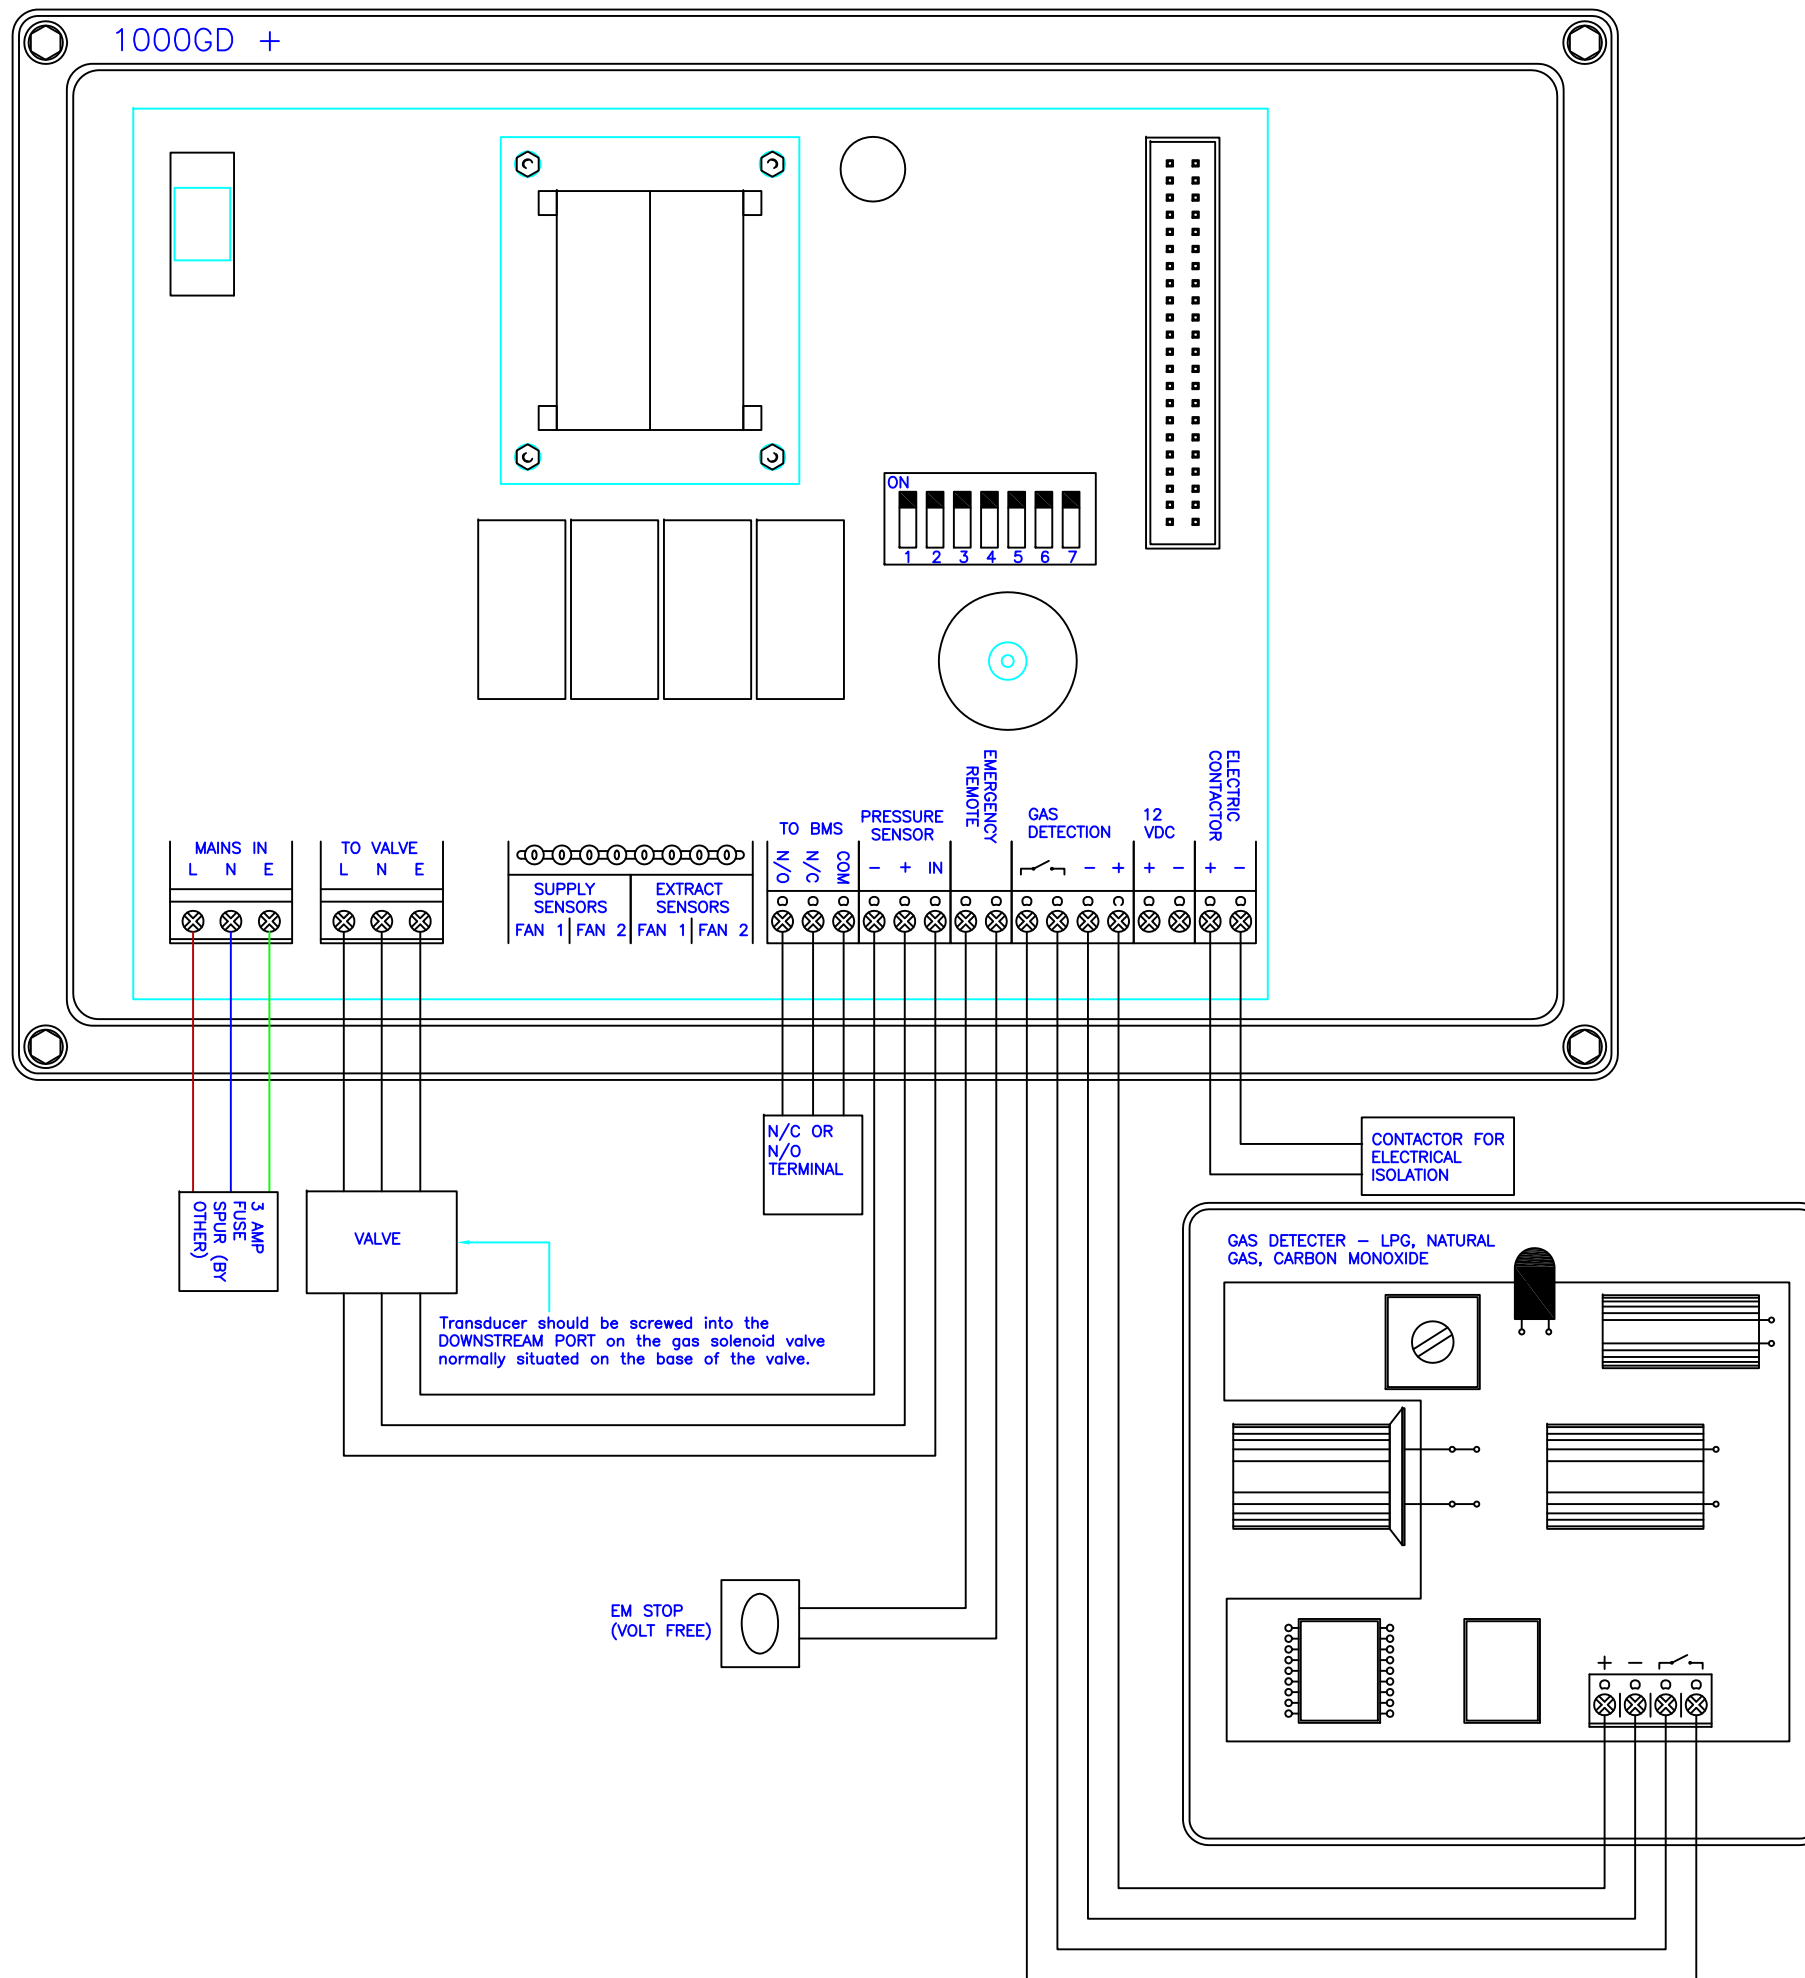 1000GD +
ON
1 2 3 4 5 6 7
MAINS IN
L N E
TO VALVE
L N E
SUPPLY
SENSORS
FAN 1 FAN 2
EXTRACT
SENSORS
FAN 1 FAN 2
TO BMS
N/O
N/C
COM
PRESSURE
SENSOR
- + IN
EMERGENCY
REMOTE
GAS
DETECTION
- +
12
VDC
+ -
ELECTRIC
CONTACTOR
+ -
3 AMP
FUSE
SPUR (BY
OTHER)
VALVE
N/C OR
N/O
TERMINAL
CONTACTOR FOR
ELECTRICAL
ISOLATION
Transducer should be screwed into the
DOWNSTREAM PORT on the gas solenoid valve
normally situated on the base of the valve.
GAS DETECTER - LPG, NATURAL
GAS, CARBON MONOXIDE
EM STOP
(VOLT FREE)
+ -